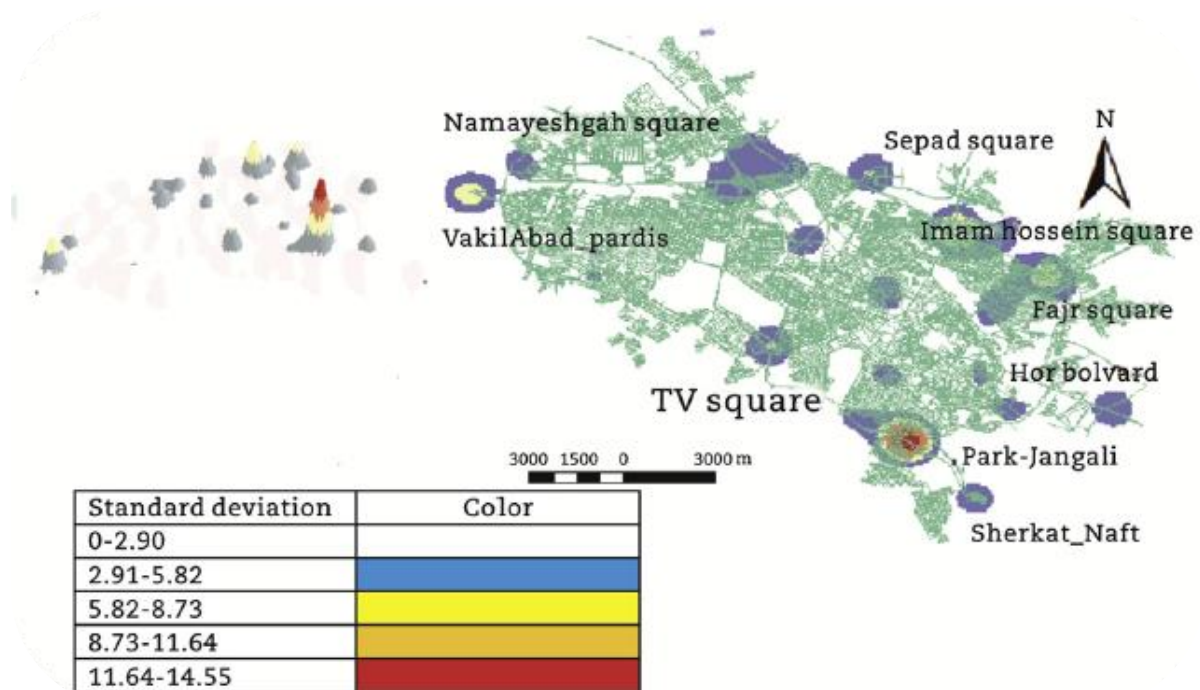 Namayeshgah square
Sepad square
N
VakilAbad_pardis
Imam hossein square
Fajr square
Hor bolvard
TV square
Park-Jangali
3000 1500 0 3000 m
Sherkat_Naft
Standard deviation Color
0-2.90
2.91-5.82
5.82-8.73
8.73-11.64
11.64-14.55